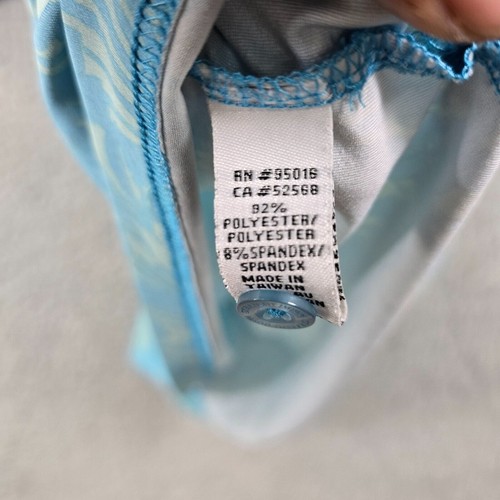 RN #95016
CA #52568
92%
POLYESTER/
POLYESTER
8%SPANDEX/
SPANDEX
MADE IN
TAIWAN